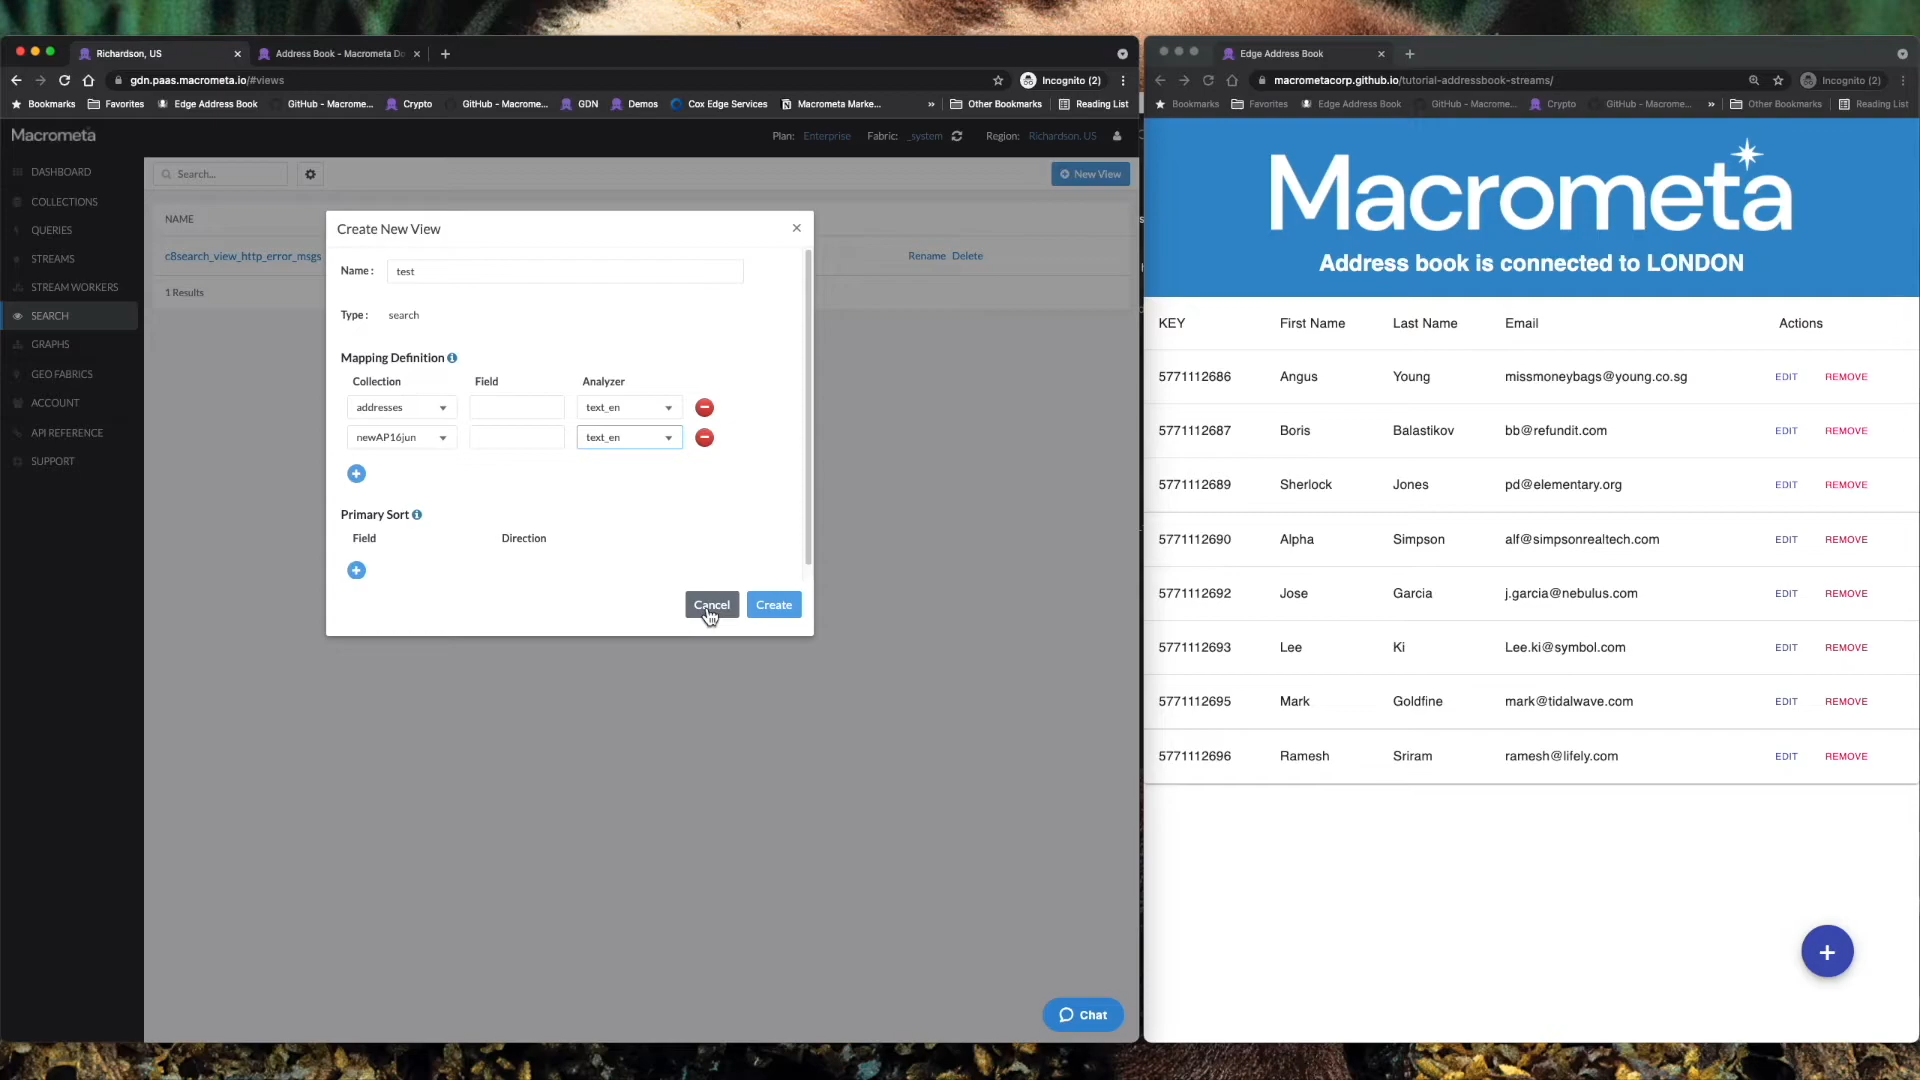 Richardson, US
Address Book - Macrometa Do
gdn.paas.macrometa.io/#views
Incognito (2)
Bookmarks
Favorites
Edge Address Book
GitHub - Macrome...
Crypto
GitHub - Macrome...
GDN
Demos
Cox Edge Services
Macrometa Marke...
»
Other Bookmarks
Reading List
Macrometa
Plan: Enterprise
Fabric: _system
Region: Richardson, US
DASHBOARD
COLLECTIONS
QUERIES
STREAMS
STREAM WORKERS
SEARCH
GRAPHS
GEO FABRICS
ACCOUNT
API REFERENCE
SUPPORT
Search...
New View
NAME
c8search_view_http_error_msgs
Rename Delete
1 Results
Create New View
Name :
test
Type :
search
Mapping Definition
Collection Field Analyzer
addresses text_en
newAP16jun text_en
Primary Sort
Field Direction
Cancel
Create
Chat
Edge Address Book
macrometacorp.github.io/tutorial-addressbook-streams/
Incognito (2)
Bookmarks
Favorites
Edge Address Book
GitHub - Macrome...
Crypto
GitHub - Macrome...
»
Other Bookmarks
Reading List
Macrometa
Address book is connected to LONDON
KEY First Name Last Name Email Actions
5771112686 Angus Young missmoneybags@young.co.sg EDIT REMOVE
5771112687 Boris Balastikov bb@refundit.com EDIT REMOVE
5771112689 Sherlock Jones pd@elementary.org EDIT REMOVE
5771112690 Alpha Simpson alf@simpsonrealtech.com EDIT REMOVE
5771112692 Jose Garcia j.garcia@nebulus.com EDIT REMOVE
5771112693 Lee Ki Lee.ki@symbol.com EDIT REMOVE
5771112695 Mark Goldfine mark@tidalwave.com EDIT REMOVE
5771112696 Ramesh Sriram ramesh@lifely.com EDIT REMOVE